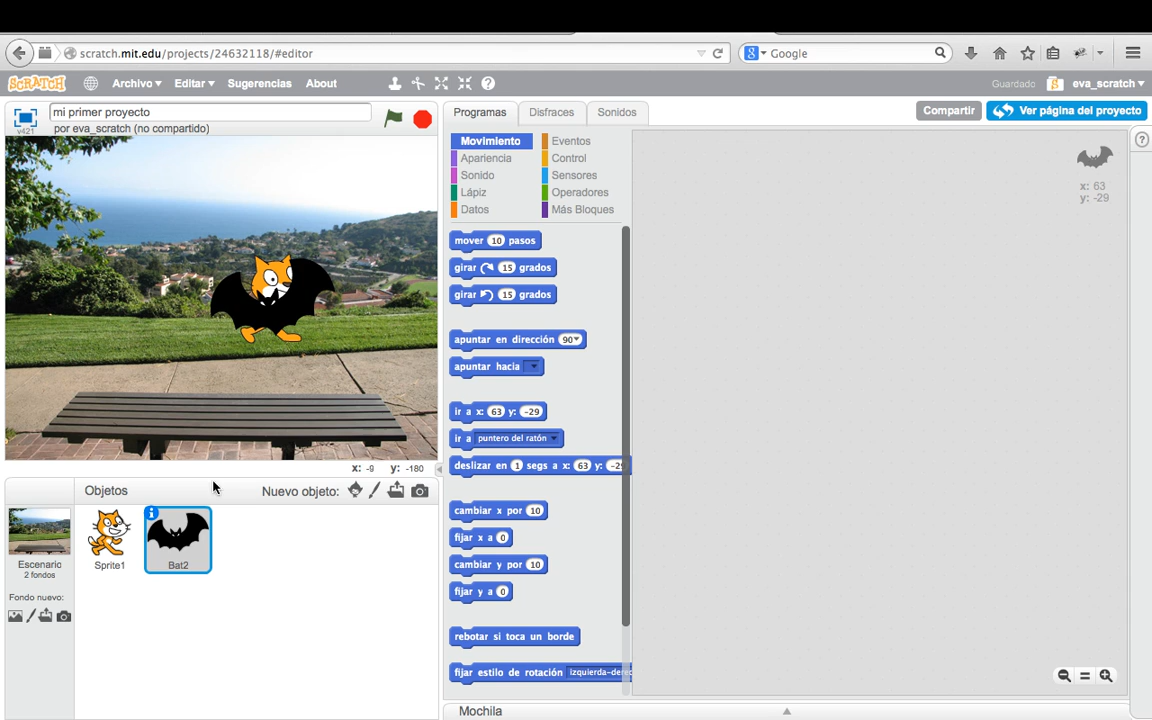 scratch.mit.edu/projects/24632118/#editor
Google
SCRATCH Archivo Editar Sugerencias About
Guardado eva_scratch
v421
mi primer proyecto
por eva_scratch (no compartido)
Programas Disfraces Sonidos
Compartir Ver página del proyecto
Movimiento Eventos
Apariencia Control
Sonido Sensores
Lápiz Operadores
Datos Más Bloques
x: 63
y: -29
mover 10 pasos
girar 15 grados
girar 15 grados
apuntar en dirección 90
apuntar hacia
ir a x: 63 y: -29
ir a puntero del ratón
deslizar en 1 segs a x: 63 y: -29
cambiar x por 10
fijar x a 0
cambiar y por 10
fijar y a 0
rebotar si toca un borde
fijar estilo de rotación izquierda-derec
x: -9 y: -180
Objetos Nuevo objeto:
Escenario
2 fondos
Fondo nuevo:
Sprite1
Bat2
Mochila